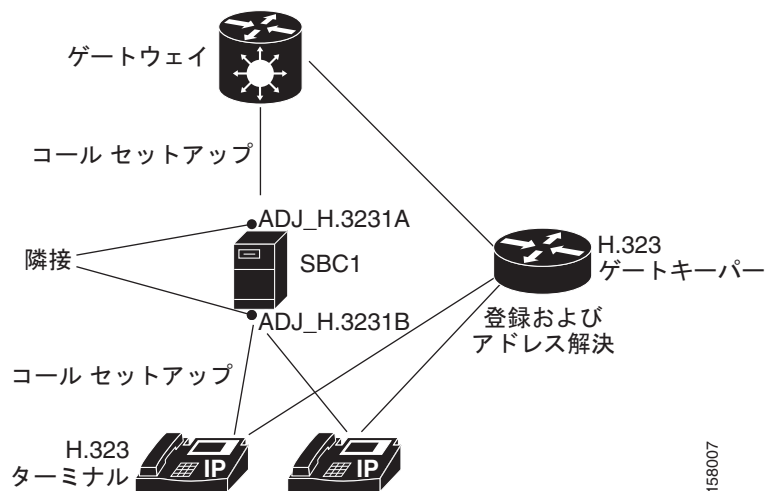 ゲートウェイ
コール セットアップ
ADJ_H.3231A
隣接
SBC1
H.323
ゲートキーパー
ADJ_H.3231B
登録および
アドレス解決
コール セットアップ
H.323
ターミナル
IP
IP
158007